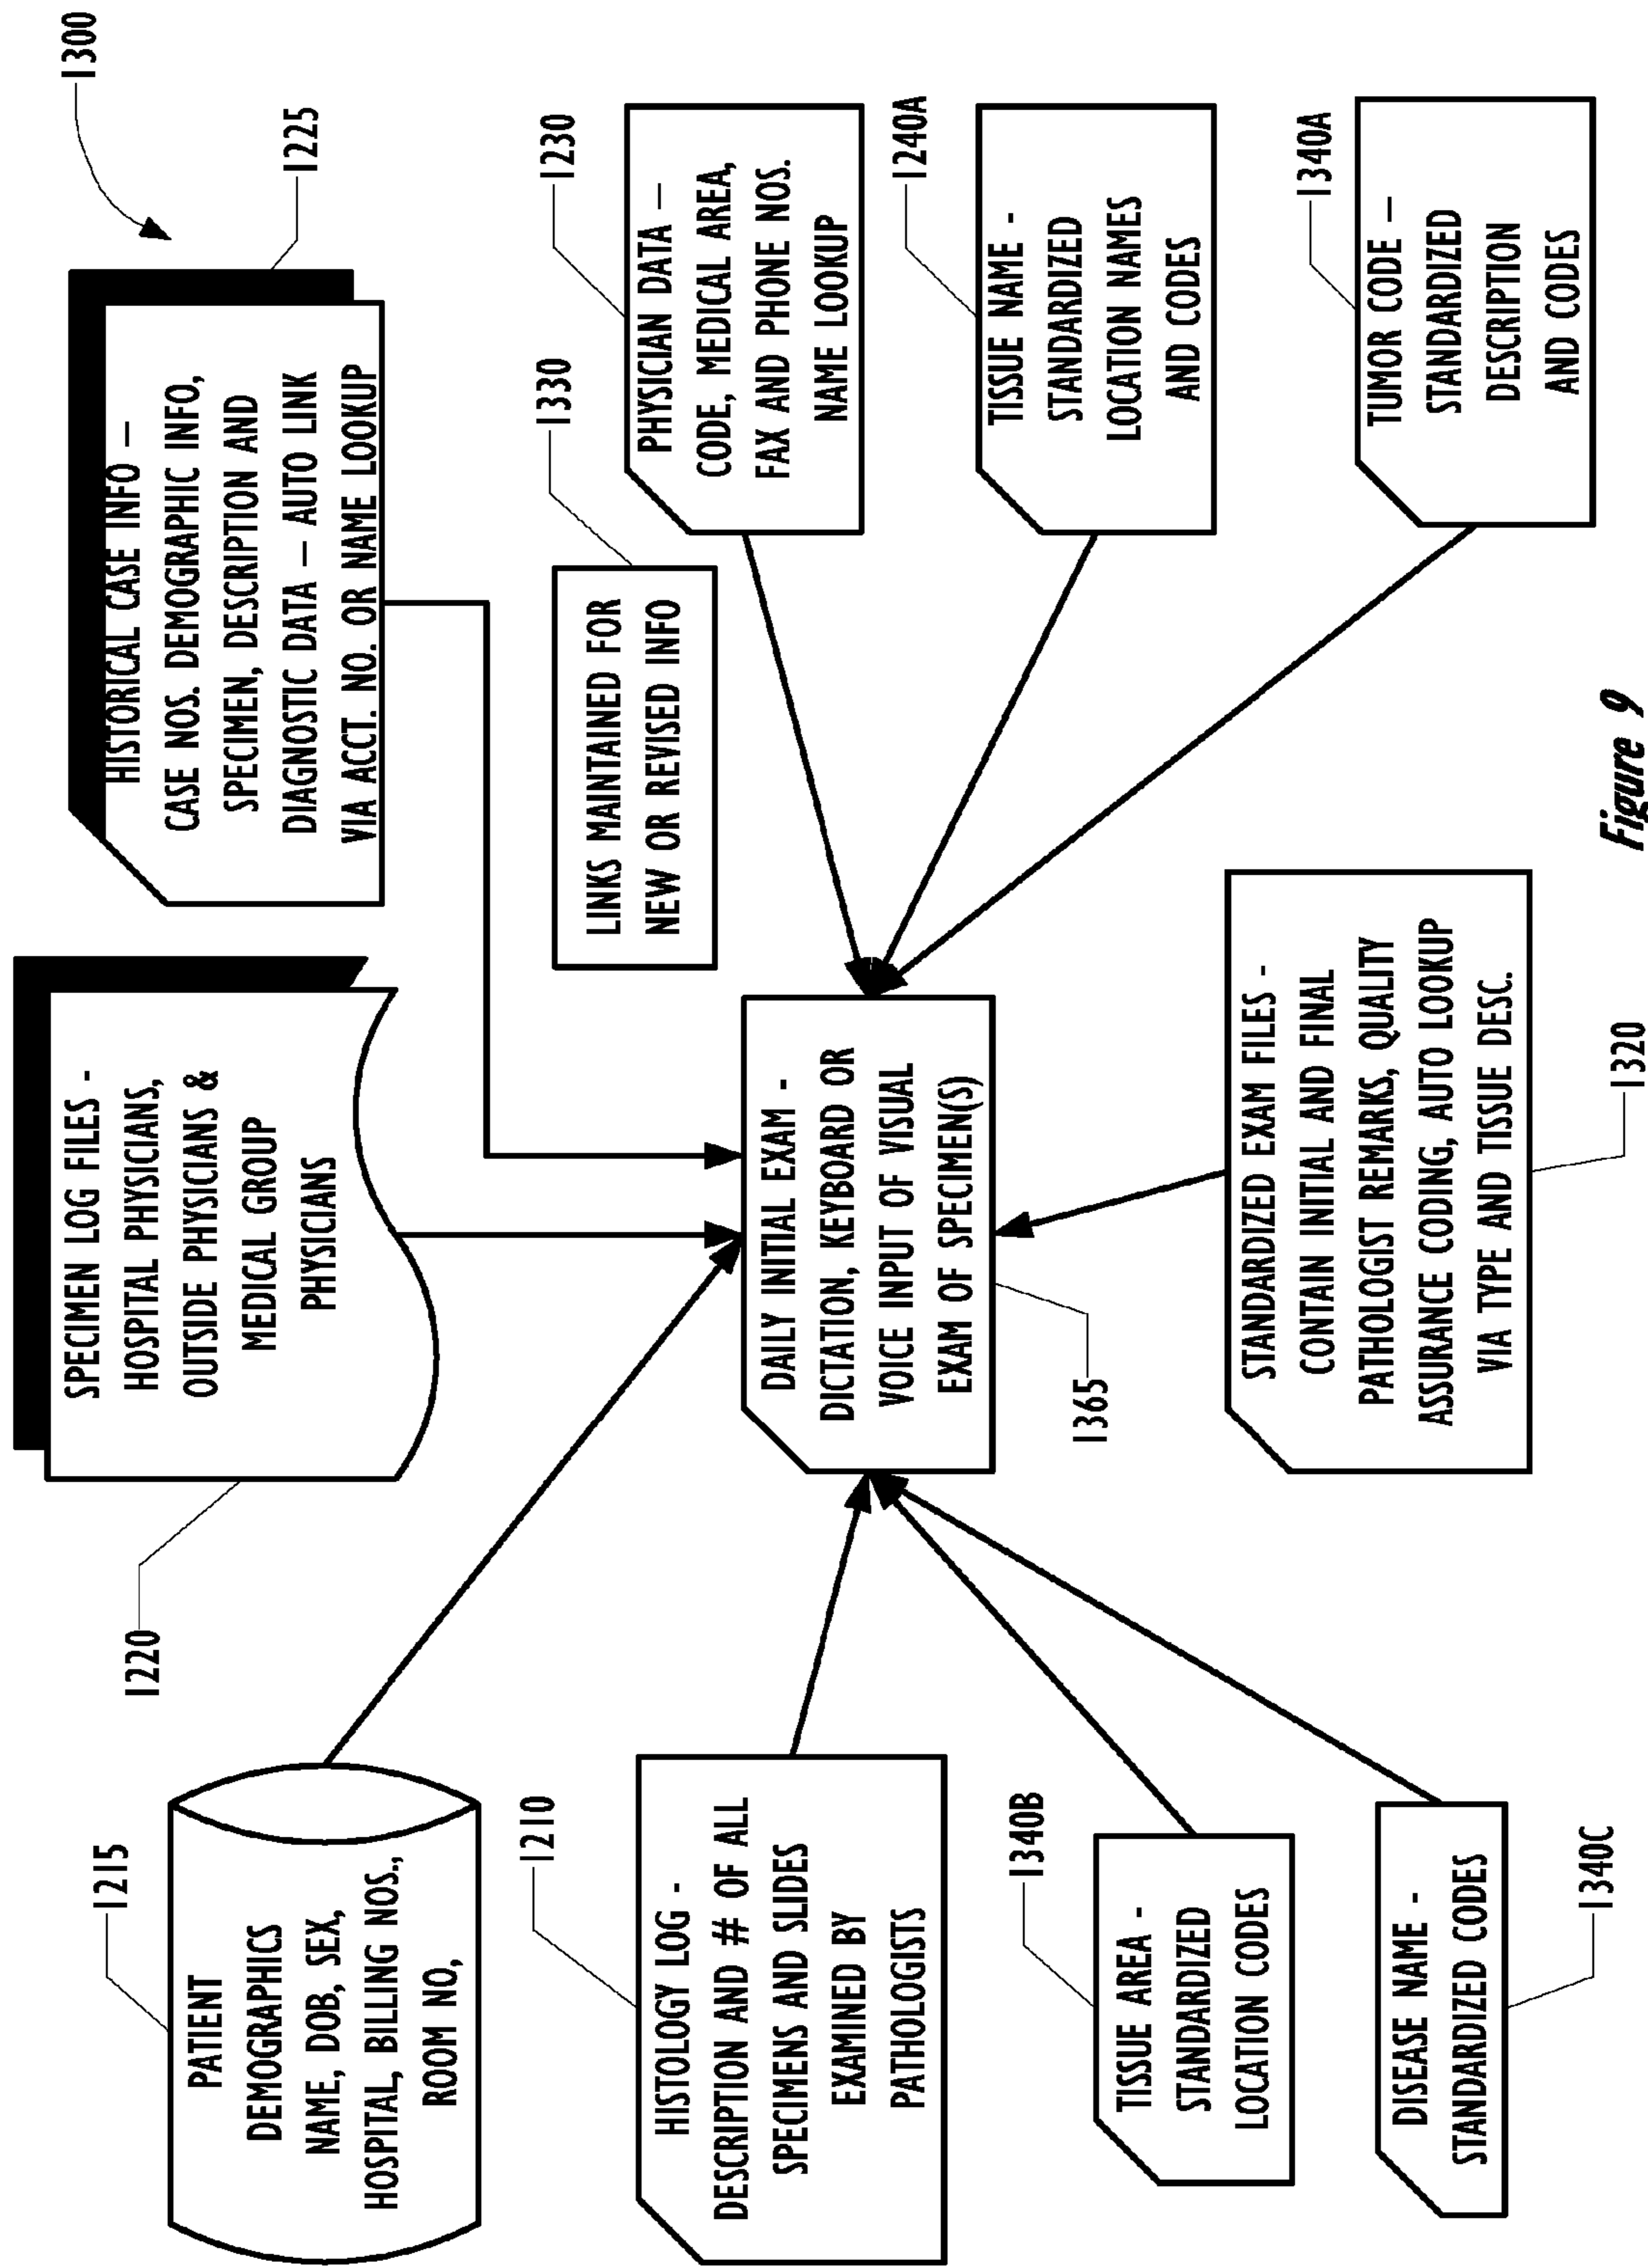 1300
1215
PATIENT
DEMOGRAPHICS
NAME, DOB, SEX,
HOSPITAL, BILLING NOS.,
ROOM NO,
1220
SPECIMEN LOG FILES -
HOSPITAL PHYSICIANS,
OUTSIDE PHYSICIANS &
MEDICAL GROUP
PHYSICIANS
1225
HISTORICAL CASE INFO —
CASE NOS. DEMOGRAPHIC INFO,
SPECIMEN, DESCRIPTION AND
DIAGNOSTIC DATA — AUTO LINK
VIA ACCT. NO. OR NAME LOOKUP
1210
HISTOLOGY LOG -
DESCRIPTION AND # OF ALL
SPECIMENS AND SLIDES
EXAMINED BY
PATHOLOGISTS
1330
LINKS MAINTAINED FOR
NEW OR REVISED INFO
1230
PHYSICIAN DATA —
CODE, MEDICAL AREA,
FAX AND PHONE NOS.
NAME LOOKUP
DAILY INITIAL EXAM -
DICTATION, KEYBOARD OR
VOICE INPUT OF VISUAL
EXAM OF SPECIMEN(S)
1365
1240A
TISSUE NAME -
STANDARDIZED
LOCATION NAMES
AND CODES
1340B
TISSUE AREA -
STANDARDIZED
LOCATION CODES
STANDARDIZED EXAM FILES -
CONTAIN INITIAL AND FINAL
PATHOLOGIST REMARKS, QUALITY
ASSURANCE CODING, AUTO LOOKUP
VIA TYPE AND TISSUE DESC.
1320
1340A
TUMOR CODE —
STANDARDIZED
DESCRIPTION
AND CODES
DISEASE NAME -
STANDARDIZED CODES
1340C
Figure 9